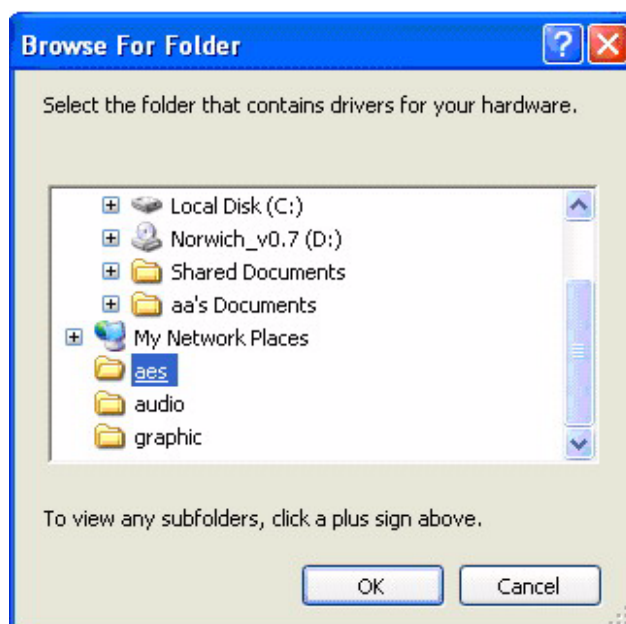 Browse For Folder
Select the folder that contains drivers for your hardware.
Local Disk (C:)
Norwich_v0.7 (D:)
Shared Documents
aa's Documents
My Network Places
aes
audio
graphic
To view any subfolders, click a plus sign above.
OK Cancel